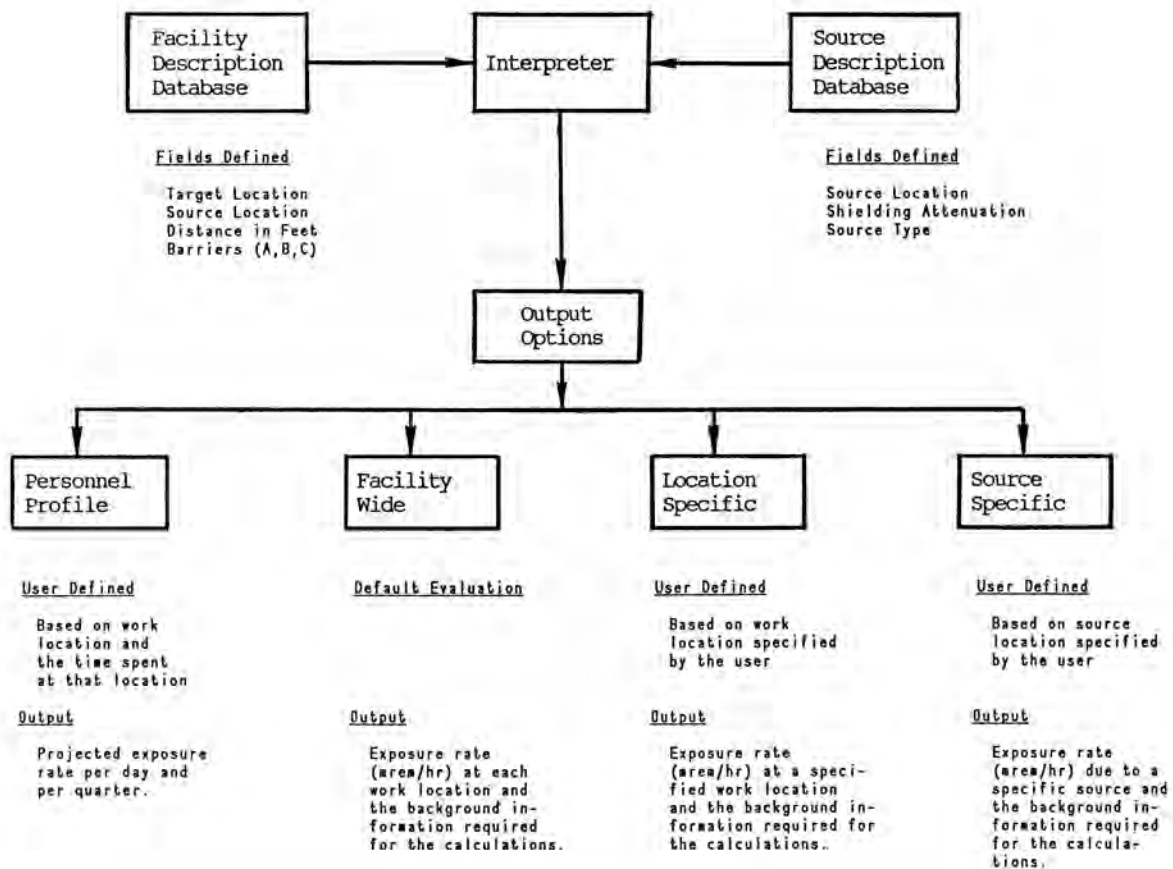 Facility
Description
Database
Interpreter
Source
Description
Database
Fields Defined
Target Location
Source Location
Distance in Feet
Barriers (A,B,C)
Fields Defined
Source Location
Shielding Attenuation
Source Type
Output
Options
Personnel
Profile
Facility
Wide
Location
Specific
Source
Specific
User Defined
Based on work
location and
the time spent
at that location
Output
Projected exposure
rate per day and
per quarter.
Default Evaluation
Output
Exposure rate
(mrem/hr) at each
work location and
the background in-
formation required
for the calculations.
User Defined
Based on work
location specified
by the user
Output
Exposure rate
(mrem/hr) at a speci-
fied work location
and the background in-
formation required for
the calculations.
User Defined
Based on source
location specified
by the user
Output
Exposure rate
(mrem/hr) due to a
specific source and
the background in-
formation required
for the calcula-
tions.